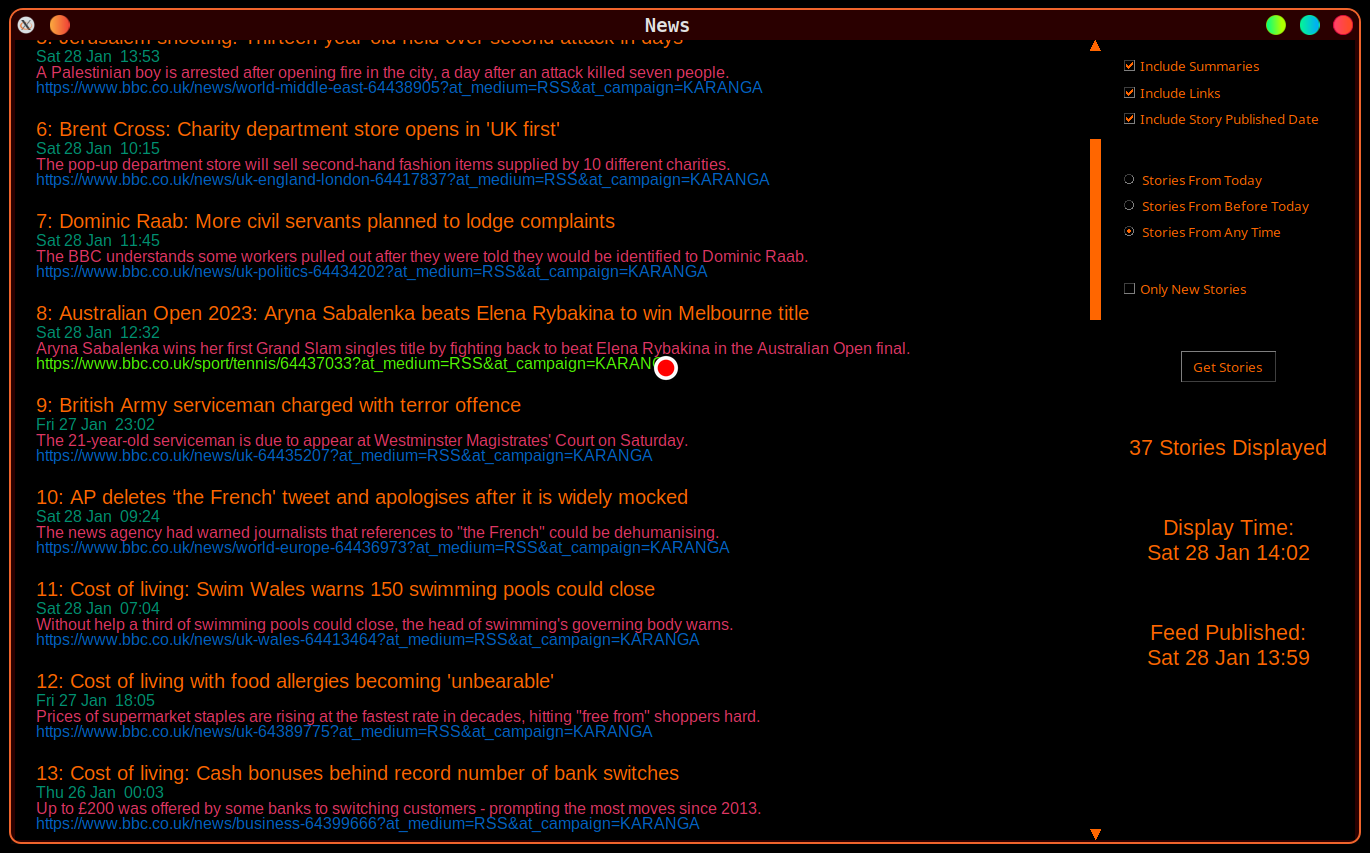 News
5: Jerusalem shooting: Thirteen-year-old held over second attack in days
Sat 28 Jan  13:53
A Palestinian boy is arrested after opening fire in the city, a day after an attack killed seven people.
https://www.bbc.co.uk/news/world-middle-east-64438905?at_medium=RSS&at_campaign=KARANGA
6: Brent Cross: Charity department store opens in 'UK first'
Sat 28 Jan  10:15
The pop-up department store will sell second-hand fashion items supplied by 10 different charities.
https://www.bbc.co.uk/news/uk-england-london-64417837?at_medium=RSS&at_campaign=KARANGA
7: Dominic Raab: More civil servants planned to lodge complaints
Sat 28 Jan  11:45
The BBC understands some workers pulled out after they were told they would be identified to Dominic Raab.
https://www.bbc.co.uk/news/uk-politics-64434202?at_medium=RSS&at_campaign=KARANGA
8: Australian Open 2023: Aryna Sabalenka beats Elena Rybakina to win Melbourne title
Sat 28 Jan  12:32
Aryna Sabalenka wins her first Grand Slam singles title by fighting back to beat Elena Rybakina in the Australian Open final.
https://www.bbc.co.uk/sport/tennis/64437033?at_medium=RSS&at_campaign=KARANG
9: British Army serviceman charged with terror offence
Fri 27 Jan  23:02
The 21-year-old serviceman is due to appear at Westminster Magistrates' Court on Saturday.
https://www.bbc.co.uk/news/uk-64435207?at_medium=RSS&at_campaign=KARANGA
10: AP deletes ‘the French' tweet and apologises after it is widely mocked
Sat 28 Jan  09:24
The news agency had warned journalists that references to "the French" could be dehumanising.
https://www.bbc.co.uk/news/world-europe-64436973?at_medium=RSS&at_campaign=KARANGA
11: Cost of living: Swim Wales warns 150 swimming pools could close
Sat 28 Jan  07:04
Without help a third of swimming pools could close, the head of swimming's governing body warns.
https://www.bbc.co.uk/news/uk-wales-64413464?at_medium=RSS&at_campaign=KARANGA
12: Cost of living with food allergies becoming 'unbearable'
Fri 27 Jan  18:05
Prices of supermarket staples are rising at the fastest rate in decades, hitting "free from" shoppers hard.
https://www.bbc.co.uk/news/uk-64389775?at_medium=RSS&at_campaign=KARANGA
13: Cost of living: Cash bonuses behind record number of bank switches
Thu 26 Jan  00:03
Up to £200 was offered by some banks to switching customers - prompting the most moves since 2013.
https://www.bbc.co.uk/news/business-64399666?at_medium=RSS&at_campaign=KARANGA
Include Summaries
Include Links
Include Story Published Date
Stories From Today
Stories From Before Today
Stories From Any Time
Only New Stories
Get Stories
37 Stories Displayed
Display Time:
Sat 28 Jan 14:02
Feed Published:
Sat 28 Jan 13:59